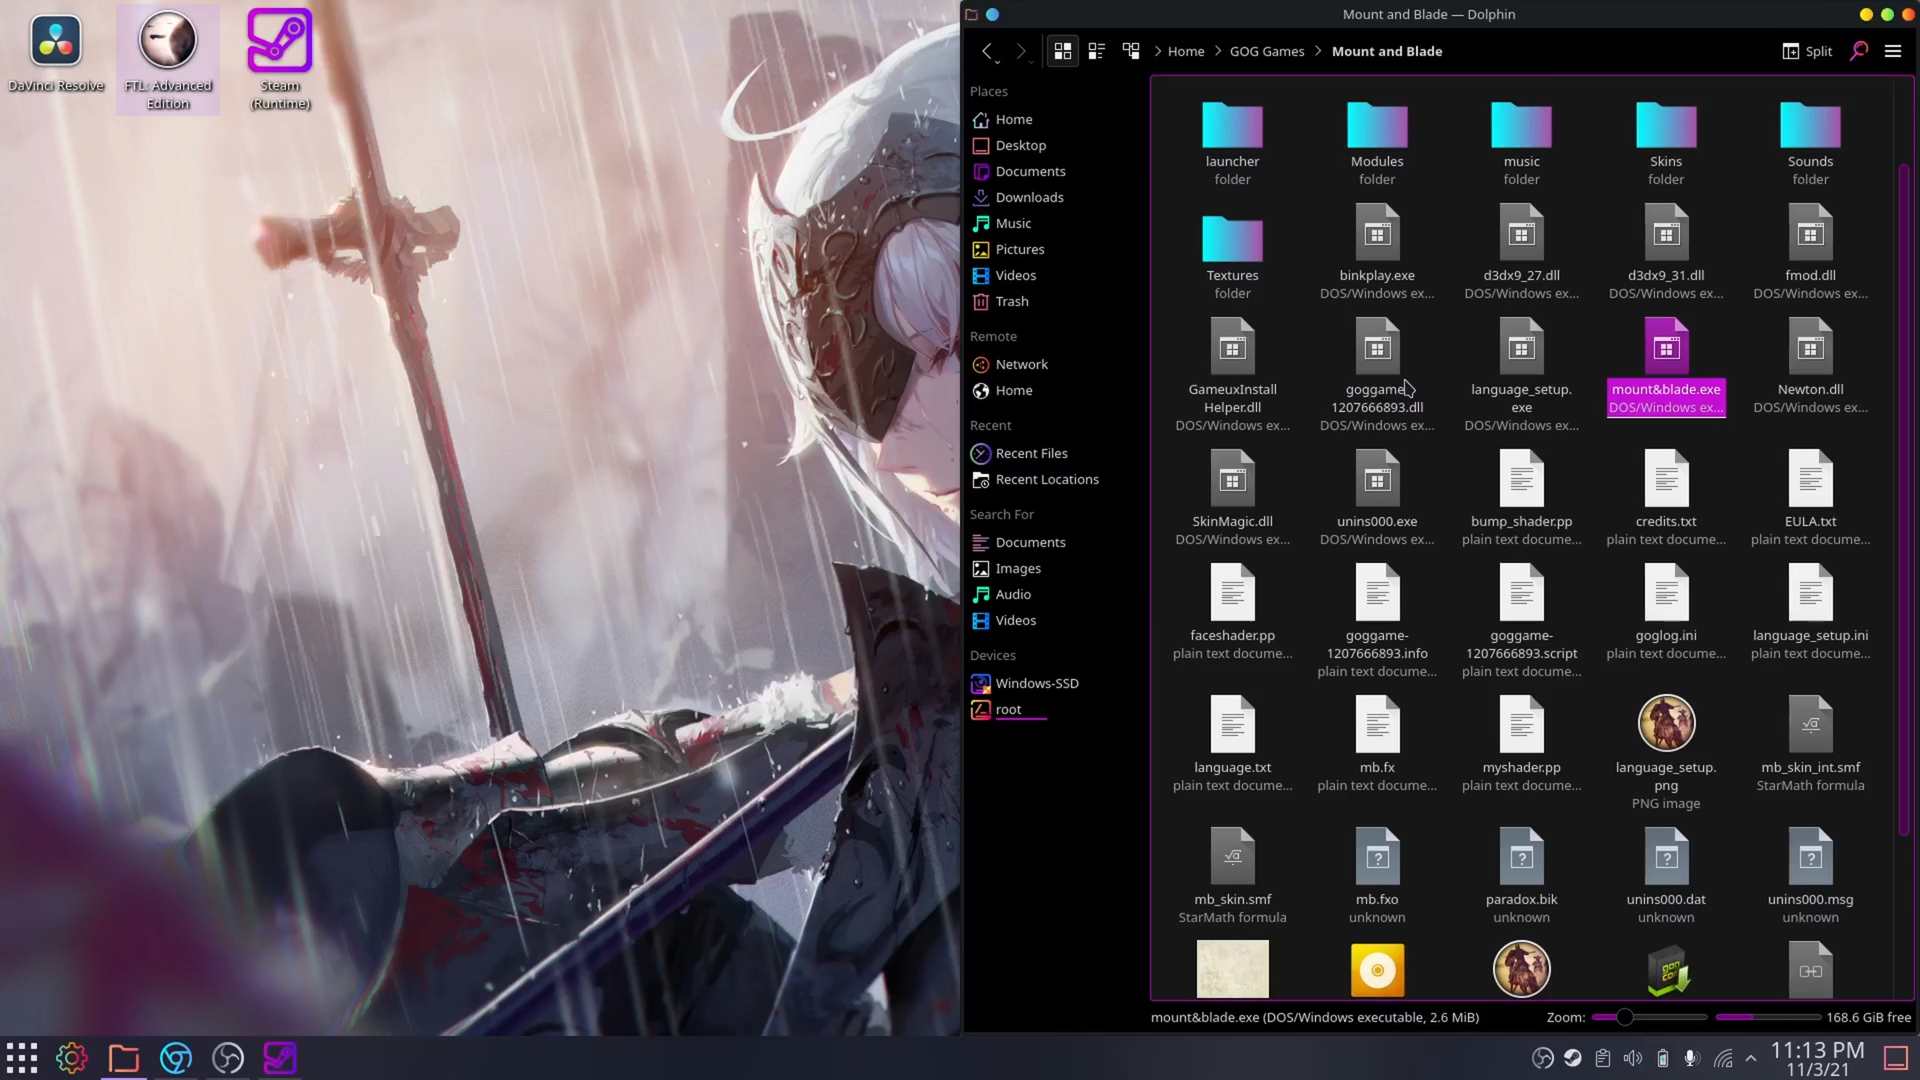 DaVinci Resolve
FTL: Advanced
Edition
Steam
(Runtime)
Mount and Blade — Dolphin
Home
GOG Games
Mount and Blade
Split
Places
Home
Desktop
Documents
Downloads
Music
Pictures
Videos
Trash
Remote
Network
Home
Recent
Recent Files
Recent Locations
Search For
Documents
Images
Audio
Videos
Devices
Windows-SSD
root
launcher
folder
Modules
folder
music
folder
Skins
folder
Sounds
folder
Textures
folder
binkplay.exe
DOS/Windows ex...
d3dx9_27.dll
DOS/Windows ex...
d3dx9_31.dll
DOS/Windows ex...
fmod.dll
DOS/Windows ex...
GameuxInstall
Helper.dll
DOS/Windows ex...
goggame-
1207666893.dll
DOS/Windows ex...
language_setup.
exe
DOS/Windows ex...
mount&blade.exe
DOS/Windows ex...
Newton.dll
DOS/Windows ex...
SkinMagic.dll
DOS/Windows ex...
unins000.exe
DOS/Windows ex...
bump_shader.pp
plain text docume...
credits.txt
plain text docume...
EULA.txt
plain text docume...
faceshader.pp
plain text docume...
goggame-
1207666893.info
plain text docume...
goggame-
1207666893.script
plain text docume...
goglog.ini
plain text docume...
language_setup.ini
plain text docume...
language.txt
plain text docume...
mb.fx
plain text docume...
myshader.pp
plain text docume...
language_setup.
png
PNG image
mb_skin_int.smf
StarMath formula
mb_skin.smf
StarMath formula
mb.fxo
unknown
paradox.bik
unknown
unins000.dat
unknown
unins000.msg
unknown
mount&blade.exe (DOS/Windows executable, 2.6 MiB)
Zoom:
168.6 GiB free
11:13 PM
11/3/21